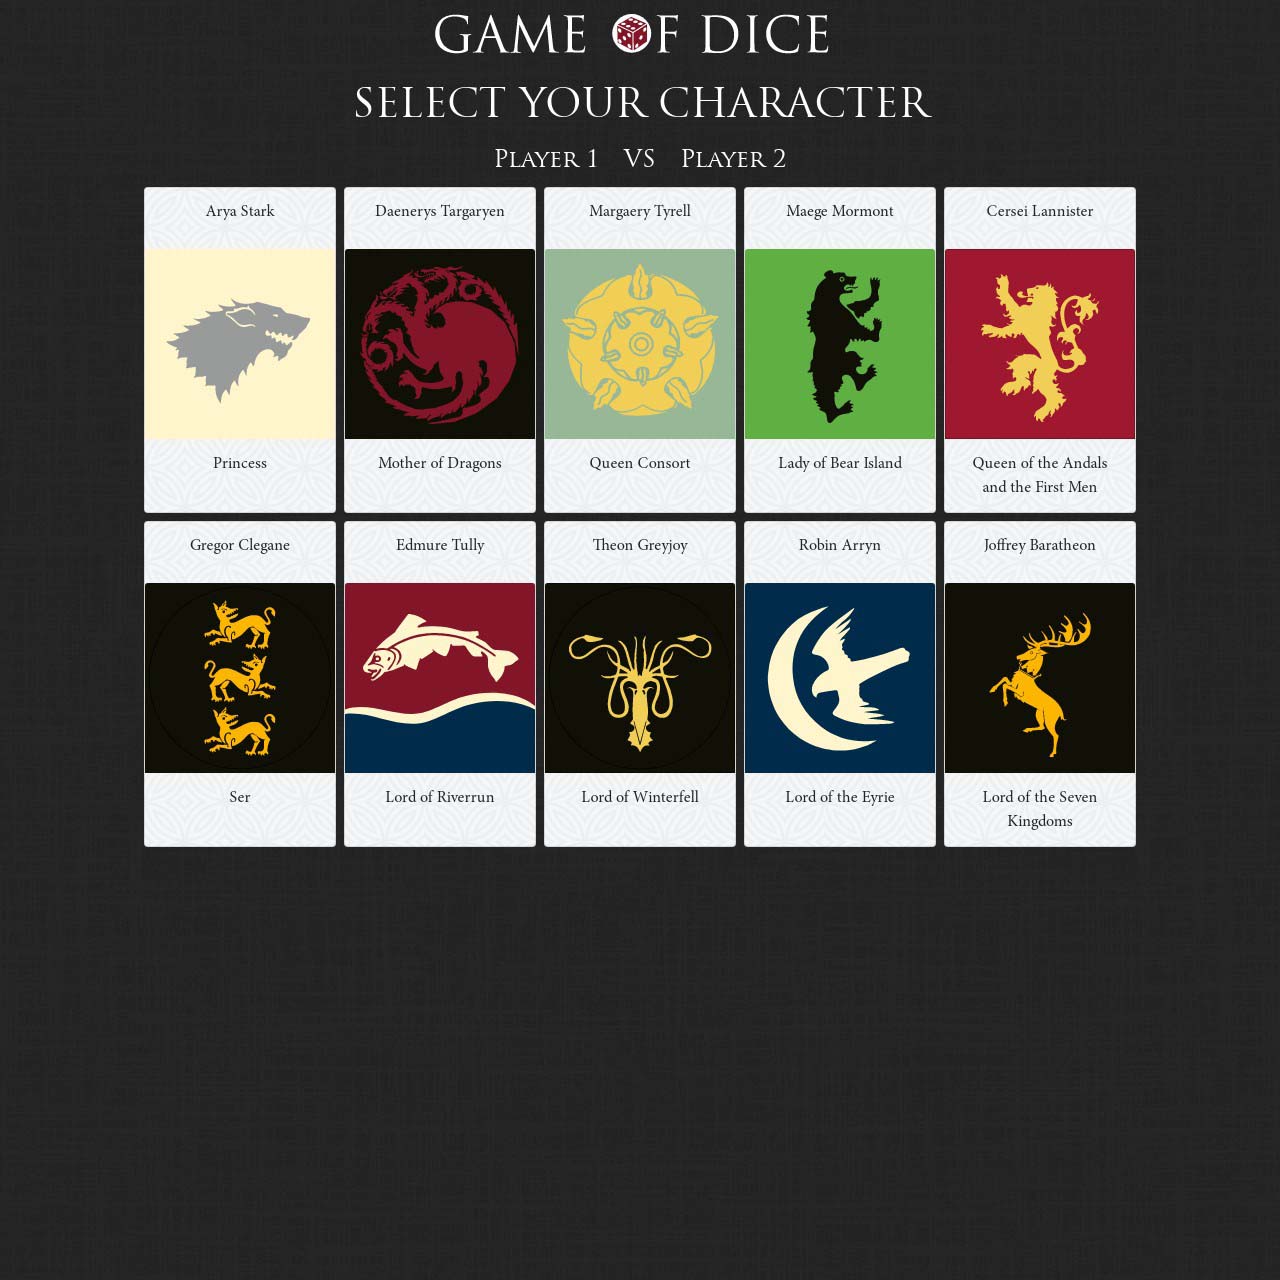 GAME OF DICE
SELECT YOUR CHARACTER
Player 1 VS Player 2
Arya Stark
Princess
Daenerys Targaryen
Mother of Dragons
Margaery Tyrell
Queen Consort
Maege Mormont
Lady of Bear Island
Cersei Lannister
Queen of the Andals
and the First Men
Gregor Clegane
Ser
Edmure Tully
Lord of Riverrun
Theon Greyjoy
Lord of Winterfell
Robin Arryn
Lord of the Eyrie
Joffrey Baratheon
Lord of the Seven
Kingdoms